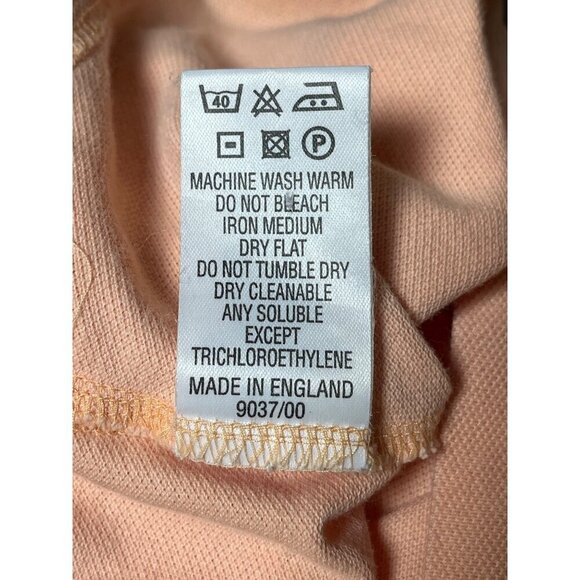 40
P
MACHINE WASH WARM
DO NOT BLEACH
IRON MEDIUM
DRY FLAT
DO NOT TUMBLE DRY
DRY CLEANABLE
ANY SOLUBLE
EXCEPT
TRICHLOROETHYLENE
MADE IN ENGLAND
9037/00